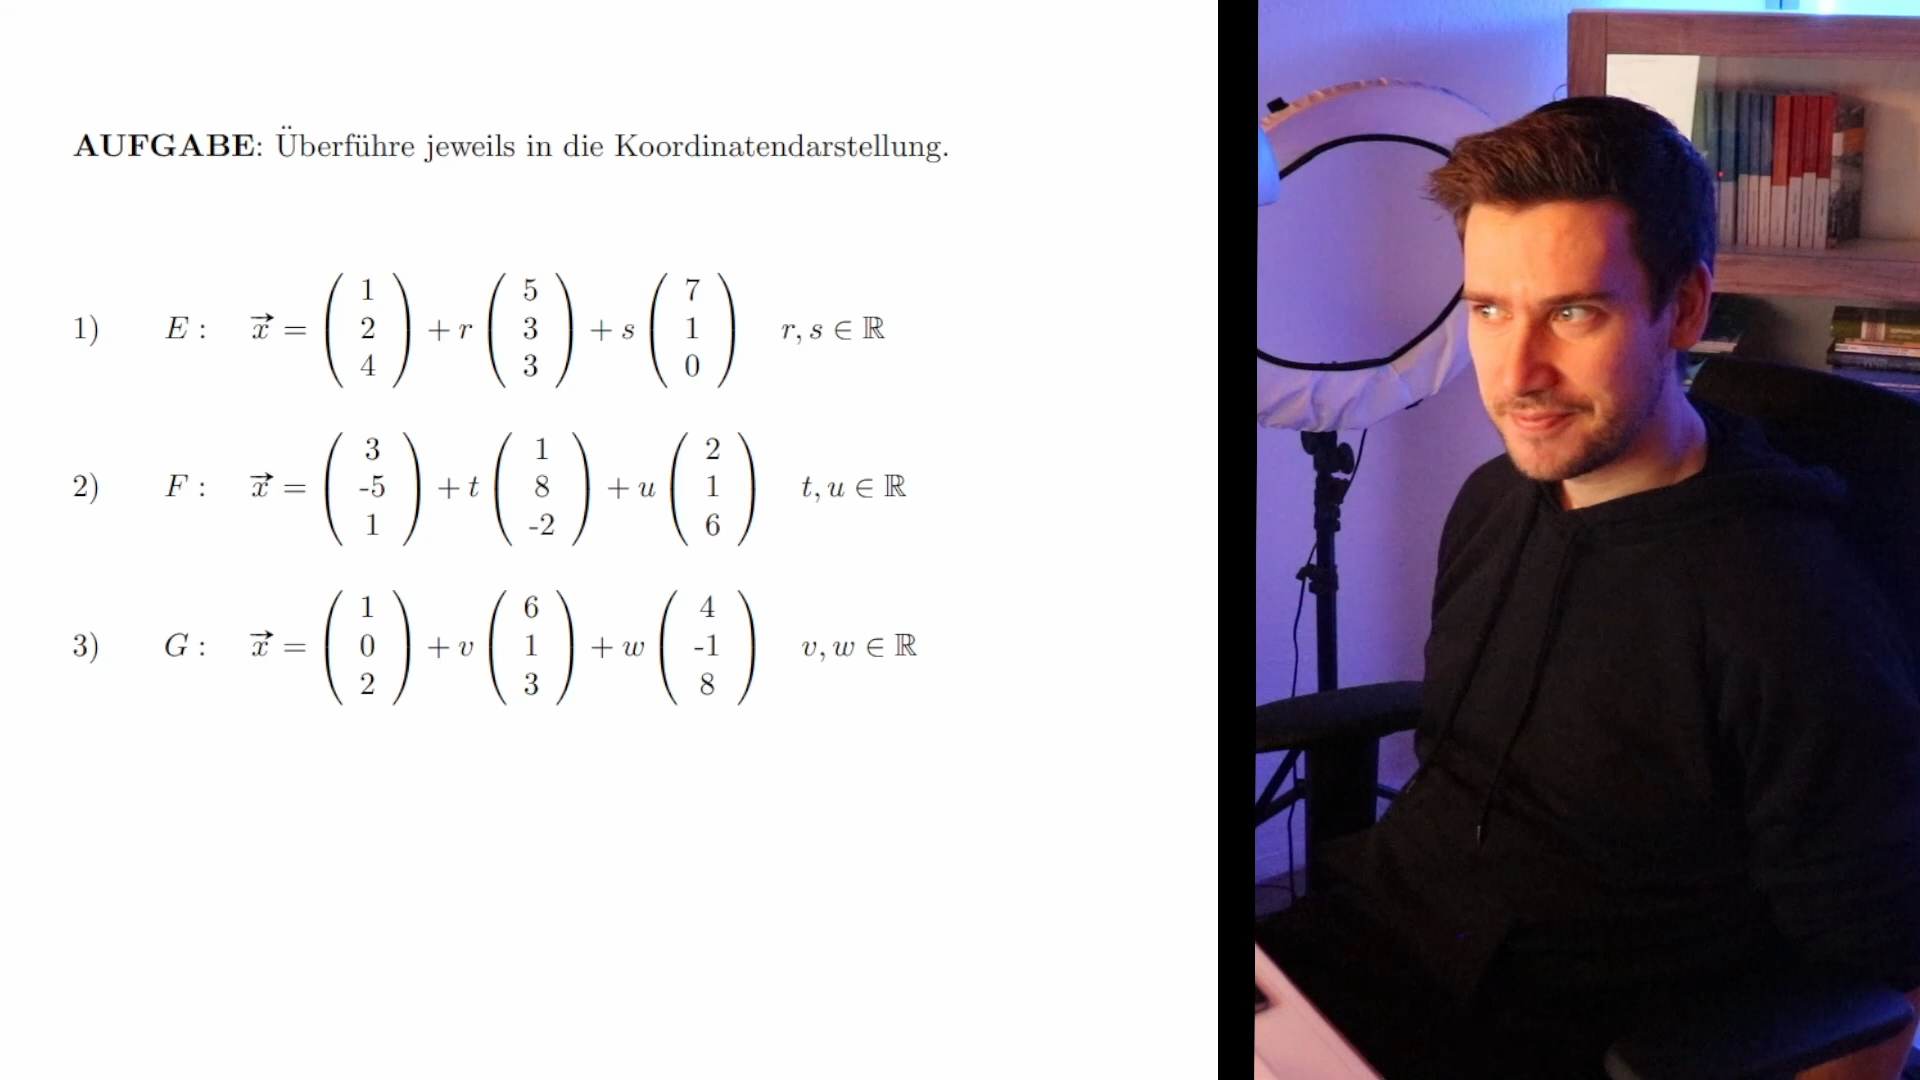 AUFGABE: Überführe jeweils in die Koordinatendarstellung.
1) E : x⃗ = (1 2 4) + r (5 3 3) + s (7 1 0) r, s ∈ ℝ
2) F : x⃗ = (3 -5 1) + t (1 8 -2) + u (2 1 6) t, u ∈ ℝ
3) G : x⃗ = (1 0 2) + v (6 1 3) + w (4 -1 8) v, w ∈ ℝ